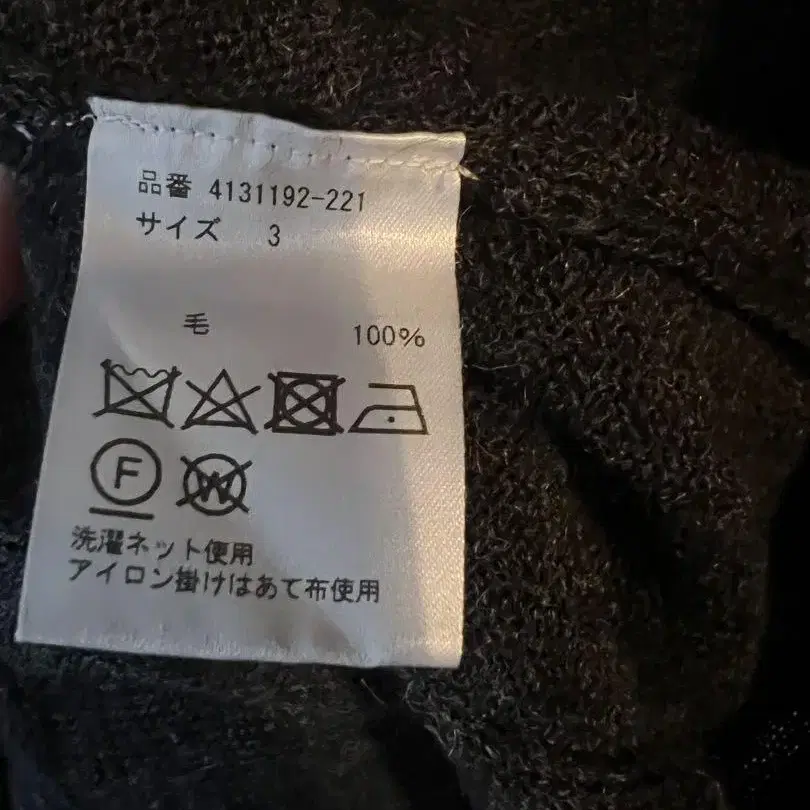 品番 4131192-221
サイズ 3
毛 100%
F W
洗濯ネット使用
アイロン掛けはあて布使用